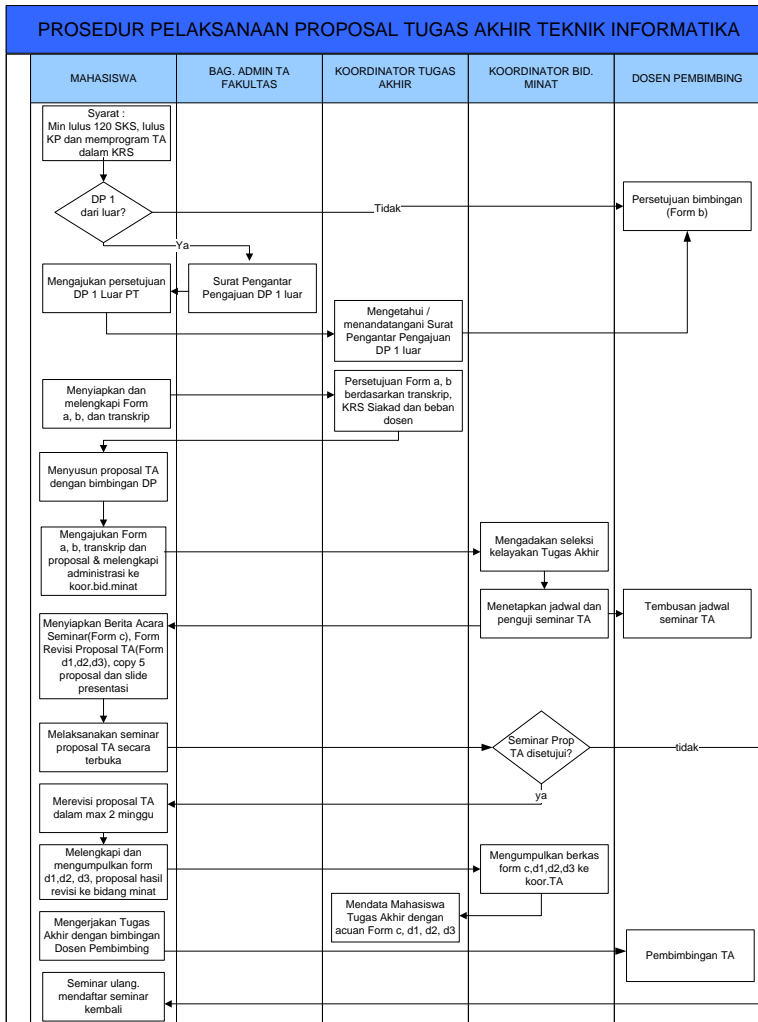 PROSEDUR PELAKSANAAN PROPOSAL TUGAS AKHIR TEKNIK INFORMATIKA
MAHASISWA
BAG. ADMIN TA
FAKULTAS
KOORDINATOR TUGAS
AKHIR
KOORDINATOR BID.
MINAT
DOSEN PEMBIMBING
Syarat :
Min lulus 120 SKS, lulus
KP dan memprogram TA
dalam KRS
DP 1
dari luar?
Tidak
Persetujuan bimbingan
(Form b)
Ya
Mengajukan persetujuan
DP 1 Luar PT
Surat Pengantar
Pengajuan DP 1 luar
Mengetahui /
menandatangani Surat
Pengantar Pengajuan
DP 1 luar
Menyiapkan dan
melengkapi Form
a, b, dan transkrip
Persetujuan Form a, b
berdasarkan transkrip,
KRS Siakad dan beban
dosen
Menyusun proposal TA
dengan bimbingan DP
Mengajukan Form
a, b, transkrip dan
proposal & melengkapi
administrasi ke
koor.bid.minat
Mengadakan seleksi
kelayakan Tugas Akhir
Menetapkan jadwal dan
penguji seminar TA
Tembusan jadwal
seminar TA
Menyiapkan Berita Acara
Seminar(Form c), Form
Revisi Proposal TA(Form
d1,d2,d3), copy 5
proposal dan slide
presentasi
Melaksanakan seminar
proposal TA secara
terbuka
Seminar Prop
TA disetujui?
tidak
ya
Merevisi proposal TA
dalam max 2 minggu
Melengkapi dan
mengumpulkan form
d1,d2, d3, proposal hasil
revisi ke bidang minat
Mengumpulkan berkas
form c,d1,d2,d3 ke
koor.TA
Mendata Mahasiswa
Tugas Akhir dengan
acuan Form c, d1, d2, d3
Mengerjakan Tugas
Akhir dengan bimbingan
Dosen Pembimbing
Pembimbingan TA
Seminar ulang.
mendaftar seminar
kembali